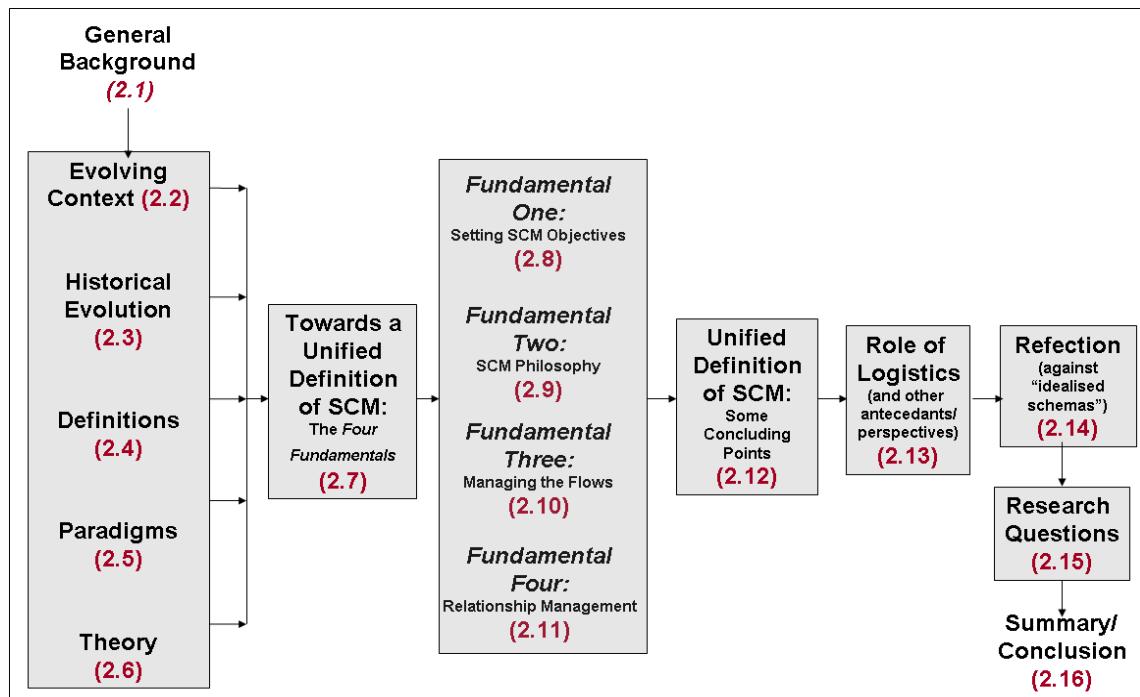 General
Background
(2.1)
Evolving
Context (2.2)
Historical
Evolution
(2.3)
Definitions
(2.4)
Paradigms
(2.5)
Theory
(2.6)
Towards a
Unified
Definition
of SCM:
The Four
Fundamentals
(2.7)
Fundamental
One:
Setting SCM Objectives
(2.8)
Fundamental
Two:
SCM Philosophy
(2.9)
Fundamental
Three:
Managing the Flows
(2.10)
Fundamental
Four:
Relationship Management
(2.11)
Unified
Definition
of SCM:
Some
Concluding
Points
(2.12)
Role of
Logistics
(and other
antecedants/
perspectives)
(2.13)
Refection
(against
“idealised
schemas”)
(2.14)
Research
Questions
(2.15)
Summary/
Conclusion
(2.16)